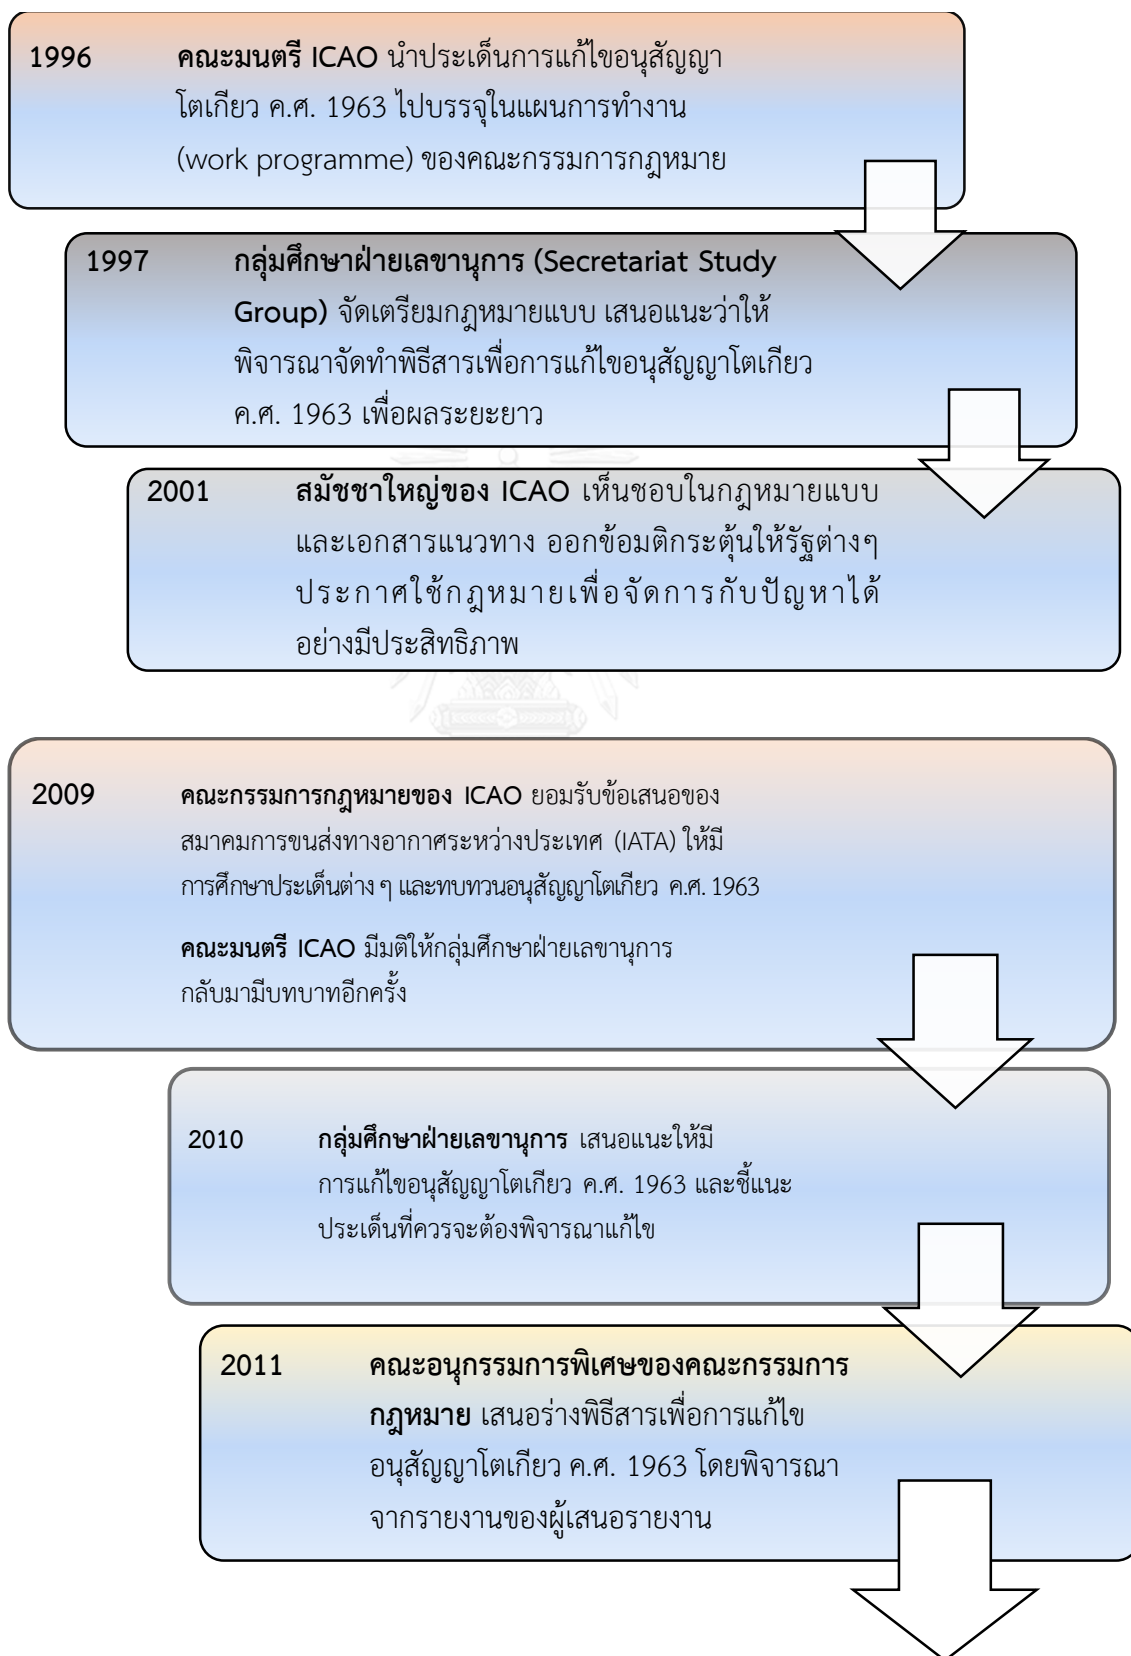 1996 คณะมนตรี ICAO นำประเด็นการแก้ไขอนุสัญญา
โตเกียว ค.ศ. 1963 ไปบรรจุในแผนการทำงาน
(work programme) ของคณะกรรมการกฎหมาย
1997 กลุ่มศึกษาฝ่ายเลขานุการ (Secretariat Study
Group) จัดเตรียมกฎหมายแบบ เสนอแนะว่าให้
พิจารณาจัดทำพิธีสารเพื่อการแก้ไขอนุสัญญาโตเกียว
ค.ศ. 1963 เพื่อผลระยะยาว
2001 สมัชชาใหญ่ของ ICAO เห็นชอบในกฎหมายแบบ
และเอกสารแนวทาง ออกข้อมติกระตุ้นให้รัฐต่างๆ
ประกาศใช้กฎหมายเพื่อจัดการกับปัญหาได้
อย่างมีประสิทธิภาพ
2009 คณะกรรมการกฎหมายของ ICAO ยอมรับข้อเสนอของ
สมาคมการขนส่งทางอากาศระหว่างประเทศ (IATA) ให้มี
การศึกษาประเด็นต่าง ๆ และทบทวนอนุสัญญาโตเกียว ค.ศ. 1963
คณะมนตรี ICAO มีมติให้กลุ่มศึกษาฝ่ายเลขานุการ
กลับมามีบทบาทอีกครั้ง
2010 กลุ่มศึกษาฝ่ายเลขานุการ เสนอแนะให้มี
การแก้ไขอนุสัญญาโตเกียว ค.ศ. 1963 และชี้แนะ
ประเด็นที่ควรจะต้องพิจารณาแก้ไข
2011 คณะอนุกรรมการพิเศษของคณะกรรมการ
กฎหมาย เสนอร่างพิธีสารเพื่อการแก้ไข
อนุสัญญาโตเกียว ค.ศ. 1963 โดยพิจารณา
จากรายงานของผู้เสนอรายงาน